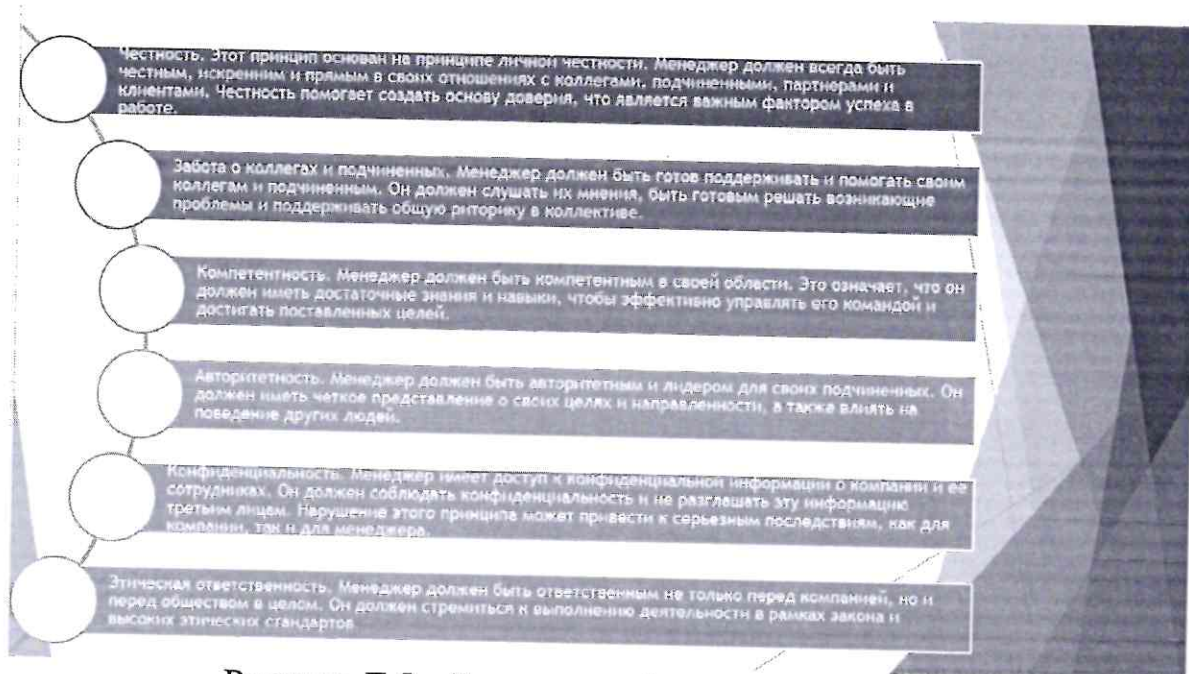 Честность. Этот принцип основан на принципе личной честности. Менеджер должен всегда быть
честным, искренним и прямым в своих отношениях с коллегами, подчиненными, партнерами и
клиентами. Честность помогает создать основу доверия, что является важным фактором успеха в
работе.
Забота о коллегах и подчиненных. Менеджер должен быть готов поддерживать и помогать своим
коллегам и подчиненным. Он должен слушать их мнения, быть готовым решать возникающие
проблемы и поддерживать общую риторику в коллективе.
Компетентность. Менеджер должен быть компетентным в своей области. Это означает, что он
должен иметь достаточные знания и навыки, чтобы эффективно управлять его командой и
достигать поставленных целей.
Авторитетность. Менеджер должен быть авторитетным и лидером для своих подчиненных. Он
должен иметь четкое представление о своих целях и направленности, а также влиять на
поведение других людей.
Конфиденциальность. Менеджер имеет доступ к конфиденциальной информации о компании и ее
сотрудниках. Он должен соблюдать конфиденциальность и не разглашать эту информацию
третьим лицам. Нарушение этого принципа может привести к серьезным последствиям, как для
компании, так и для менеджера.
Этическая ответственность. Менеджер должен быть ответственным не только перед компанией, но и
перед обществом в целом. Он должен стремиться к выполнению деятельности в рамках закона и
высоких этических стандартов